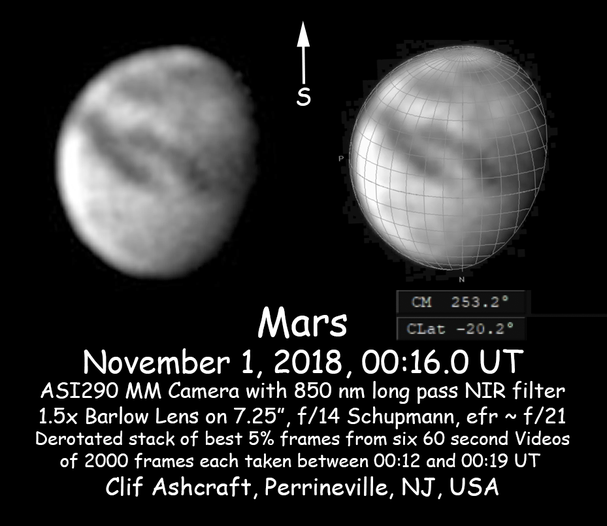 S
P
N
CM 253.2°
CLat -20.2°
Mars
November 1, 2018, 00:16.0 UT
ASI290 MM Camera with 850 nm long pass NIR filter
1.5x Barlow Lens on 7.25”, f/14 Schupmann, efr ~ f/21
Derotated stack of best 5% frames from six 60 second Videos
of 2000 frames each taken between 00:12 and 00:19 UT
Clif Ashcraft, Perrineville, NJ, USA